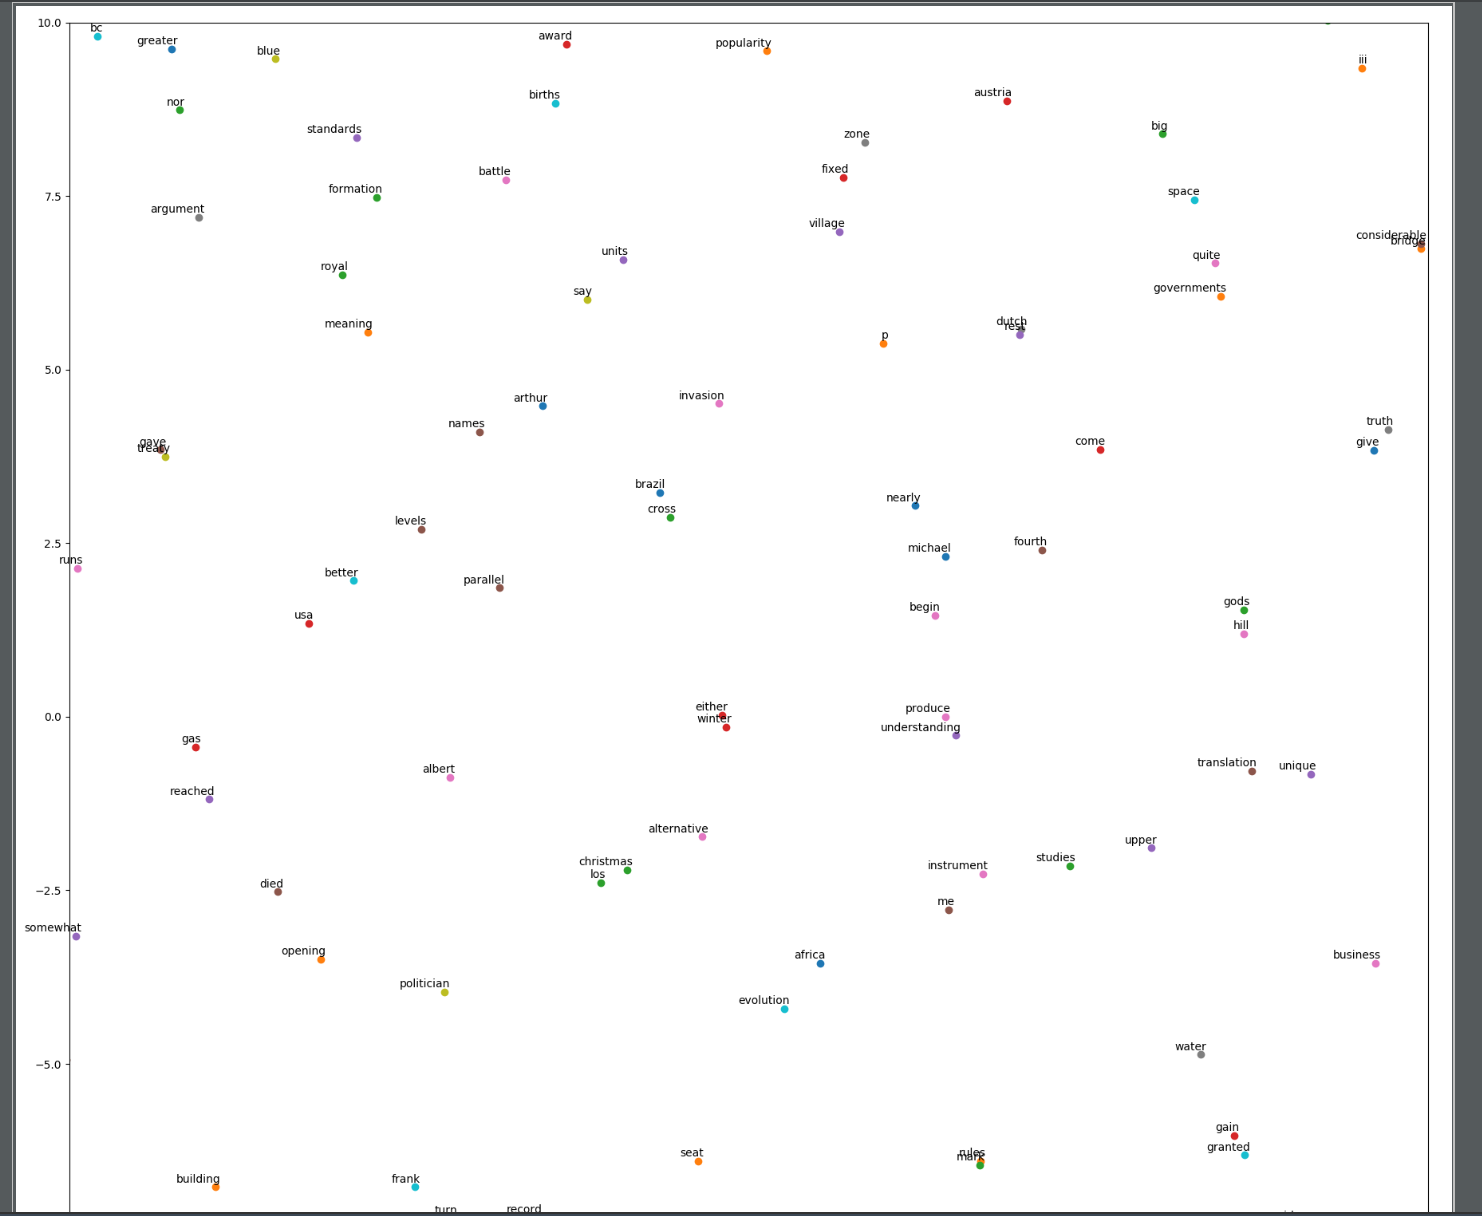 10.0
bc
greater
blue
award
popularity
iii
nor
births
austria
standards
zone
big
battle
fixed
7.5
formation
space
argument
village
considerable
bridge
units
quite
royal
say
governments
meaning
dutch
rest
p
5.0
arthur
invasion
names
truth
gave
treaty
come
give
brazil
nearly
cross
levels
2.5
fourth
michael
runs
better
parallel
gods
usa
begin
hill
0.0
either
produce
winter
understanding
gas
albert
translation
unique
reached
alternative
upper
christmas
studies
los
instrument
−2.5
died
me
somewhat
opening
africa
business
politician
evolution
water
−5.0
gain
granted
seat
rules
mark
building
frank
turn
record